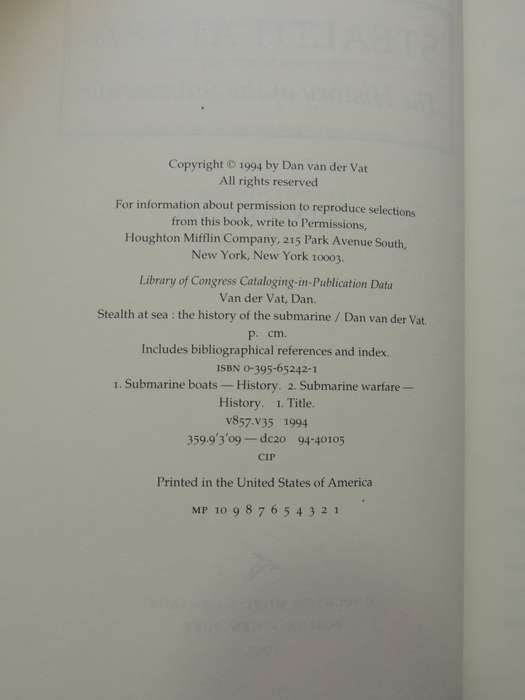 Copyright © 1994 by Dan van der Vat
All rights reserved
For information about permission to reproduce selections
from this book, write to Permissions,
Houghton Mifflin Company, 215 Park Avenue South,
New York, New York 10003.
Library of Congress Cataloging-in-Publication Data
Van der Vat, Dan.
Stealth at sea : the history of the submarine / Dan van der Vat.
p. cm.
Includes bibliographical references and index.
ISBN 0-395-65242-1
1. Submarine boats — History. 2. Submarine warfare —
History. I. Title.
V857.V35 1994
359.9'3'09 — dc20 94-40105
CIP
Printed in the United States of America
MP 10 9 8 7 6 5 4 3 2 1